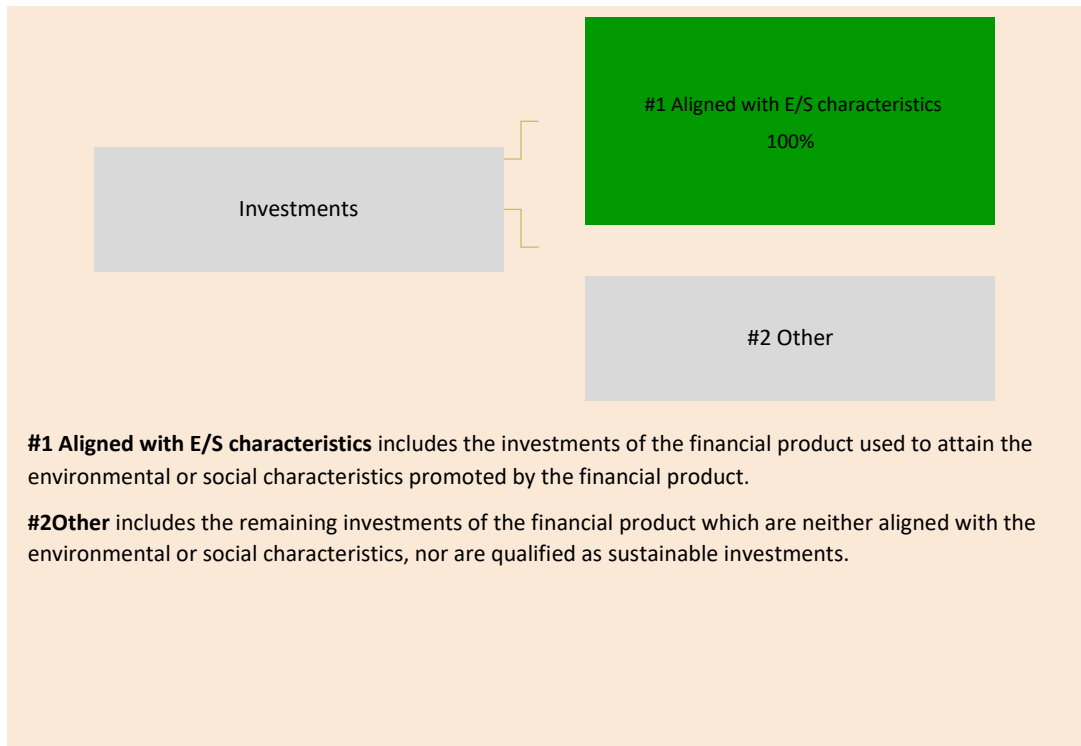 #1 Aligned with E/S characteristics
100%
Investments
#2 Other
#1 Aligned with E/S characteristics includes the investments of the financial product used to attain the
environmental or social characteristics promoted by the financial product.
#2Other includes the remaining investments of the financial product which are neither aligned with the
environmental or social characteristics, nor are qualified as sustainable investments.